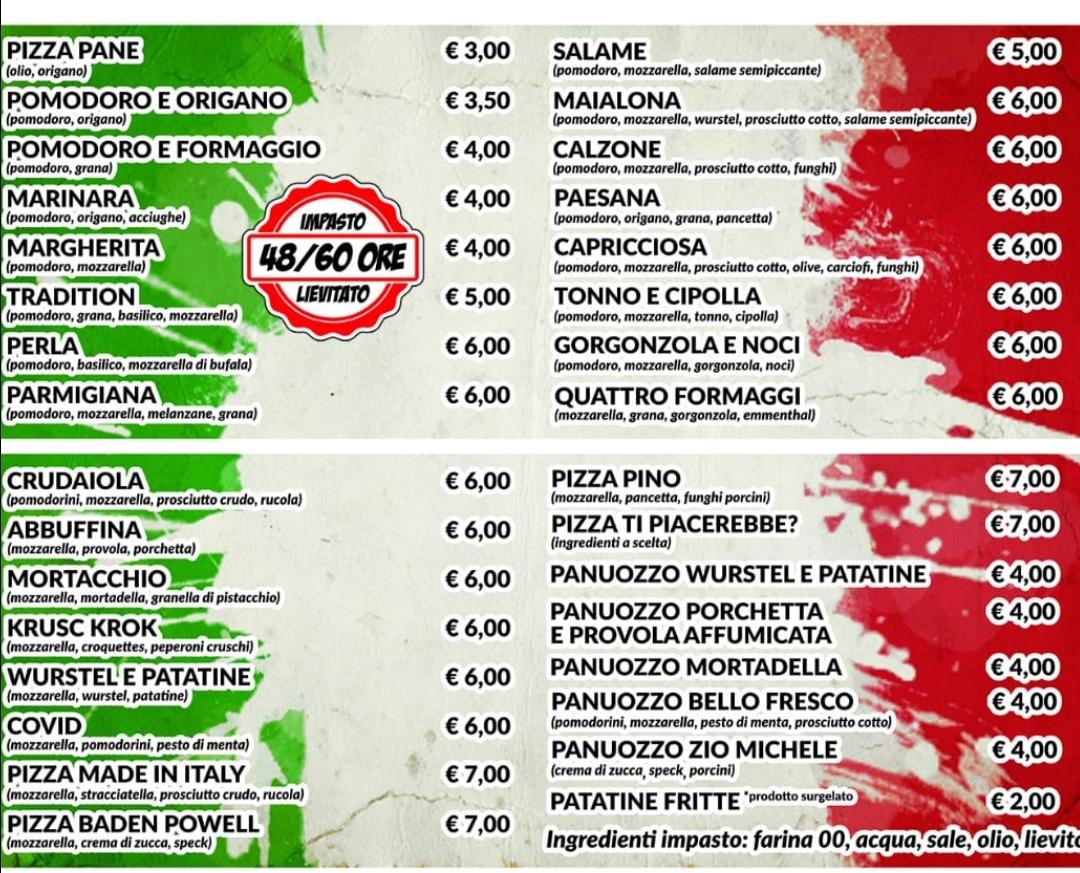 PIZZA PANE € 3,00
(olio, origano)
POMODORO E ORIGANO € 3,50
(pomodoro, origano)
POMODORO E FORMAGGIO € 4,00
(pomodoro, grana)
MARINARA € 4,00
(pomodoro, origano, acciughe)
MARGHERITA € 4,00
(pomodoro, mozzarella)
TRADITION € 5,00
(pomodoro, grana, basilico, mozzarella)
PERLA € 6,00
(pomodoro, basilico, mozzarella di bufala)
PARMIGIANA € 6,00
(pomodoro, mozzarella, melanzane, grana)
IMPASTO
48/60 ORE
LIEVITATO
SALAME € 5,00
(pomodoro, mozzarella, salame semipiccante)
MAIALONA € 6,00
(pomodoro, mozzarella, wurstel, prosciutto cotto, salame semipiccante)
CALZONE € 6,00
(pomodoro, mozzarella, prosciutto cotto, funghi)
PAESANA € 6,00
(pomodoro, origano, grana, pancetta)
CAPRICCIOSA € 6,00
(pomodoro, mozzarella, prosciutto cotto, olive, carciofi, funghi)
TONNO E CIPOLLA € 6,00
(pomodoro, mozzarella, tonno, cipolla)
GORGONZOLA E NOCI € 6,00
(pomodoro, mozzarella, gorgonzola, noci)
QUATTRO FORMAGGI € 6,00
(mozzarella, grana, gorgonzola, emmenthal)
CRUDAIOLA € 6,00
(pomodorini, mozzarella, prosciutto crudo, rucola)
ABBUFFINA € 6,00
(mozzarella, provola, porchetta)
MORTACCHIO € 6,00
(mozzarella, mortadella, granella di pistacchio)
KRUSC KROK € 6,00
(mozzarella, croquettes, peperoni cruschi)
WURSTEL E PATATINE € 6,00
(mozzarella, wurstel, patatine)
COVID € 6,00
(mozzarella, pomodorini, pesto di menta)
PIZZA MADE IN ITALY € 7,00
(mozzarella, stracciatella, prosciutto crudo, rucola)
PIZZA BADEN POWELL € 7,00
(mozzarella, crema di zucca, speck)
PIZZA PINO € 7,00
(mozzarella, pancetta, funghi porcini)
PIZZA TI PIACEREBBE? € 7,00
(ingredienti a scelta)
PANUOZZO WURSTEL E PATATINE € 4,00
PANUOZZO PORCHETTA € 4,00
E PROVOLA AFFUMICATA
PANUOZZO MORTADELLA € 4,00
PANUOZZO BELLO FRESCO € 4,00
(pomodorini, mozzarella, pesto di menta, prosciutto cotto)
PANUOZZO ZIO MICHELE € 4,00
(crema di zucca, speck, porcini)
PATATINE FRITTE *prodotto surgelato € 2,00
Ingredienti impasto: farina 00, acqua, sale, olio, lievito